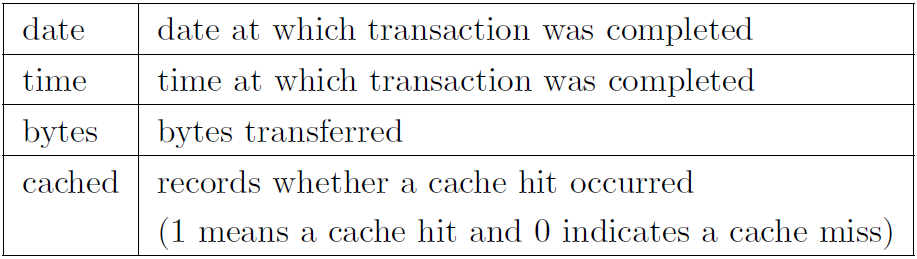 date date at which transaction was completed
time time at which transaction was completed
bytes bytes transferred
cached records whether a cache hit occurred
(1 means a cache hit and 0 indicates a cache miss)